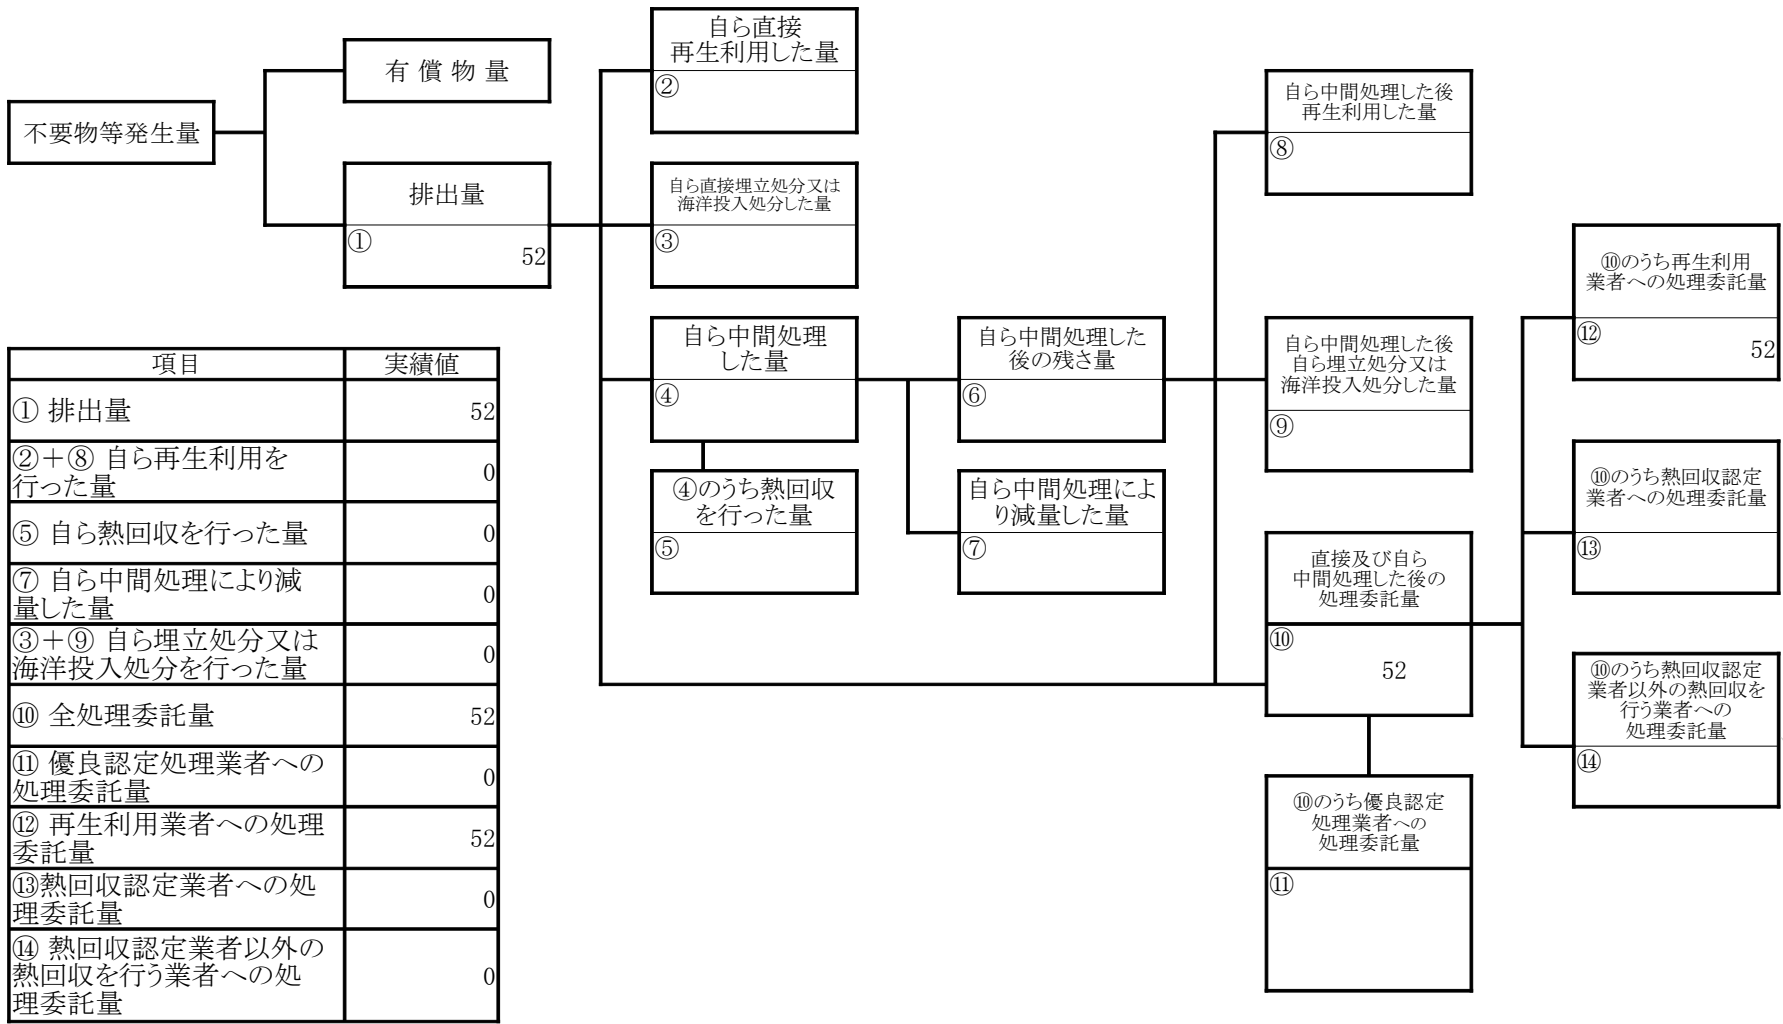 不要物等発生量
有 償 物 量
排出量
①
52
自ら直接
再生利用した量
②
自ら直接埋立処分又は
海洋投入処分した量
③
自ら中間処理
した量
④
④のうち熱回収
を行った量
⑤
自ら中間処理した
後の残さ量
⑥
自ら中間処理によ
り減量した量
⑦
自ら中間処理した後
再生利用した量
⑧
自ら中間処理した後
自ら埋立処分又は
海洋投入処分した量
⑨
直接及び自ら
中間処理した後の
処理委託量
⑩
52
⑩のうち優良認定
処理業者への
処理委託量
⑪
⑩のうち再生利用
業者への処理委託量
⑫
52
⑩のうち熱回収認定
業者への処理委託量
⑬
⑩のうち熱回収認定
業者以外の熱回収を
行う業者への
処理委託量
⑭
項目 実績値
① 排出量 52
②＋⑧ 自ら再生利用を
行った量 0
⑤ 自ら熱回収を行った量 0
⑦ 自ら中間処理により減
量した量 0
③＋⑨ 自ら埋立処分又は
海洋投入処分を行った量 0
⑩ 全処理委託量 52
⑪ 優良認定処理業者への
処理委託量 0
⑫ 再生利用業者への処理
委託量 52
⑬熱回収認定業者への処
理委託量 0
⑭ 熱回収認定業者以外の
熱回収を行う業者への処
理委託量 0